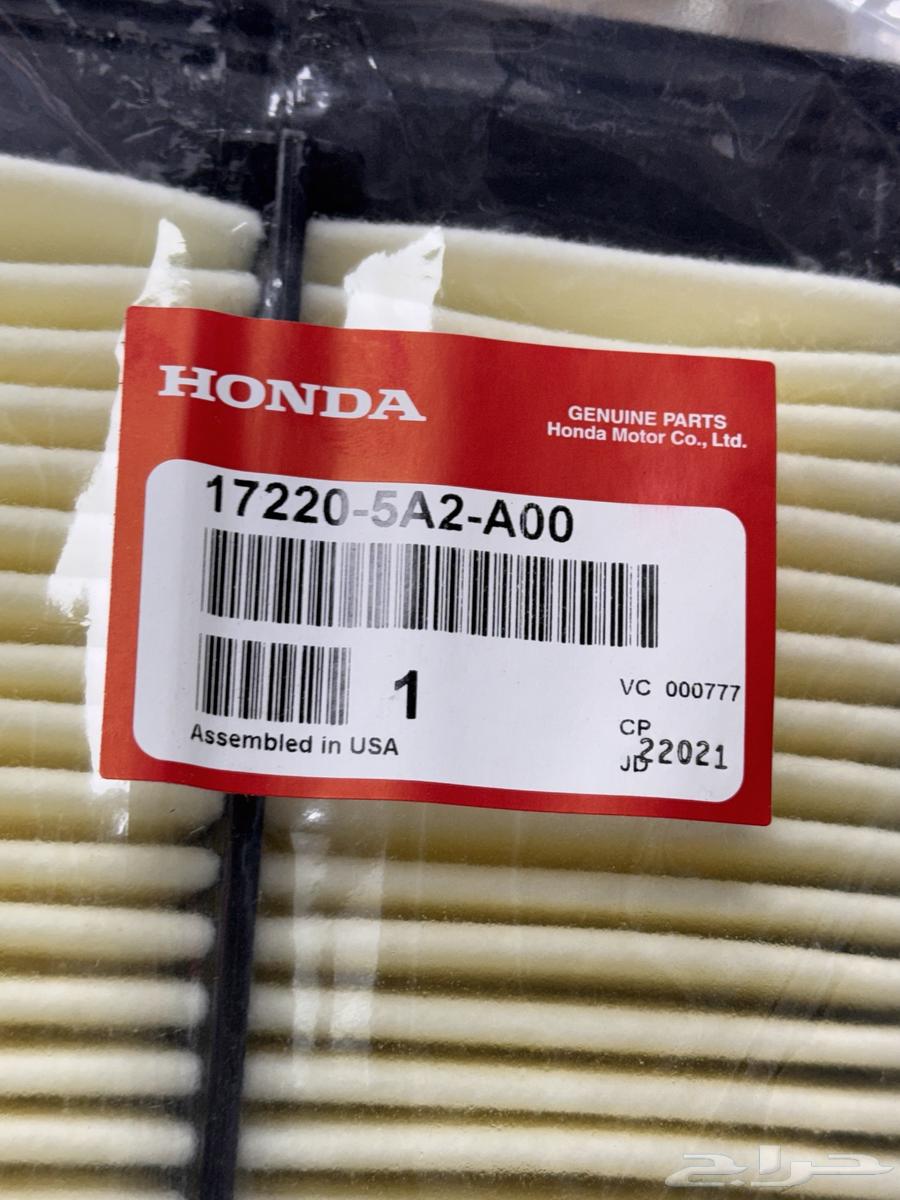 HONDA
GENUINE PARTS
Honda Motor Co., Ltd.
17220-5A2-A00
1
VC 000777
Assembled in USA
CP
JD 22021
حراج